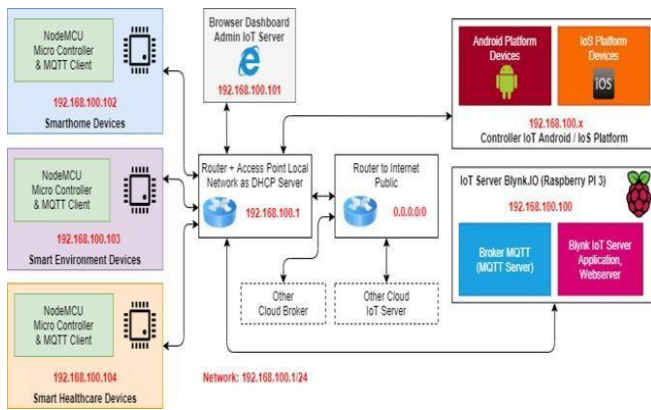 NodeMCU
Micro Controller
& MQTT Client
192.168.100.102
Smarthome Devices
NodeMCU
Micro Controller
& MQTT Client
192.168.100.103
Smart Environment Devices
NodeMCU
Micro Controller
& MQTT Client
192.168.100.104
Smart Healthcare Devices
Browser Dashboard
Admin IoT Server
192.168.100.101
Router + Access Point Local
Network as DHCP Server
192.168.100.1
Router to Internet
Public
0.0.0.0/0
Other
Cloud Broker
Other Cloud
IoT Server
Network: 192.168.100.1/24
Android Platform
Devices
IoS Platform
Devices
iOS
192.168.100.x
Controller IoT Android / IoS Platform
IoT Server Blynk.IO (Raspberry PI 3)
192.168.100.100
Broker MQTT
(MQTT Server)
Blynk IoT Server
Application,
Webserver